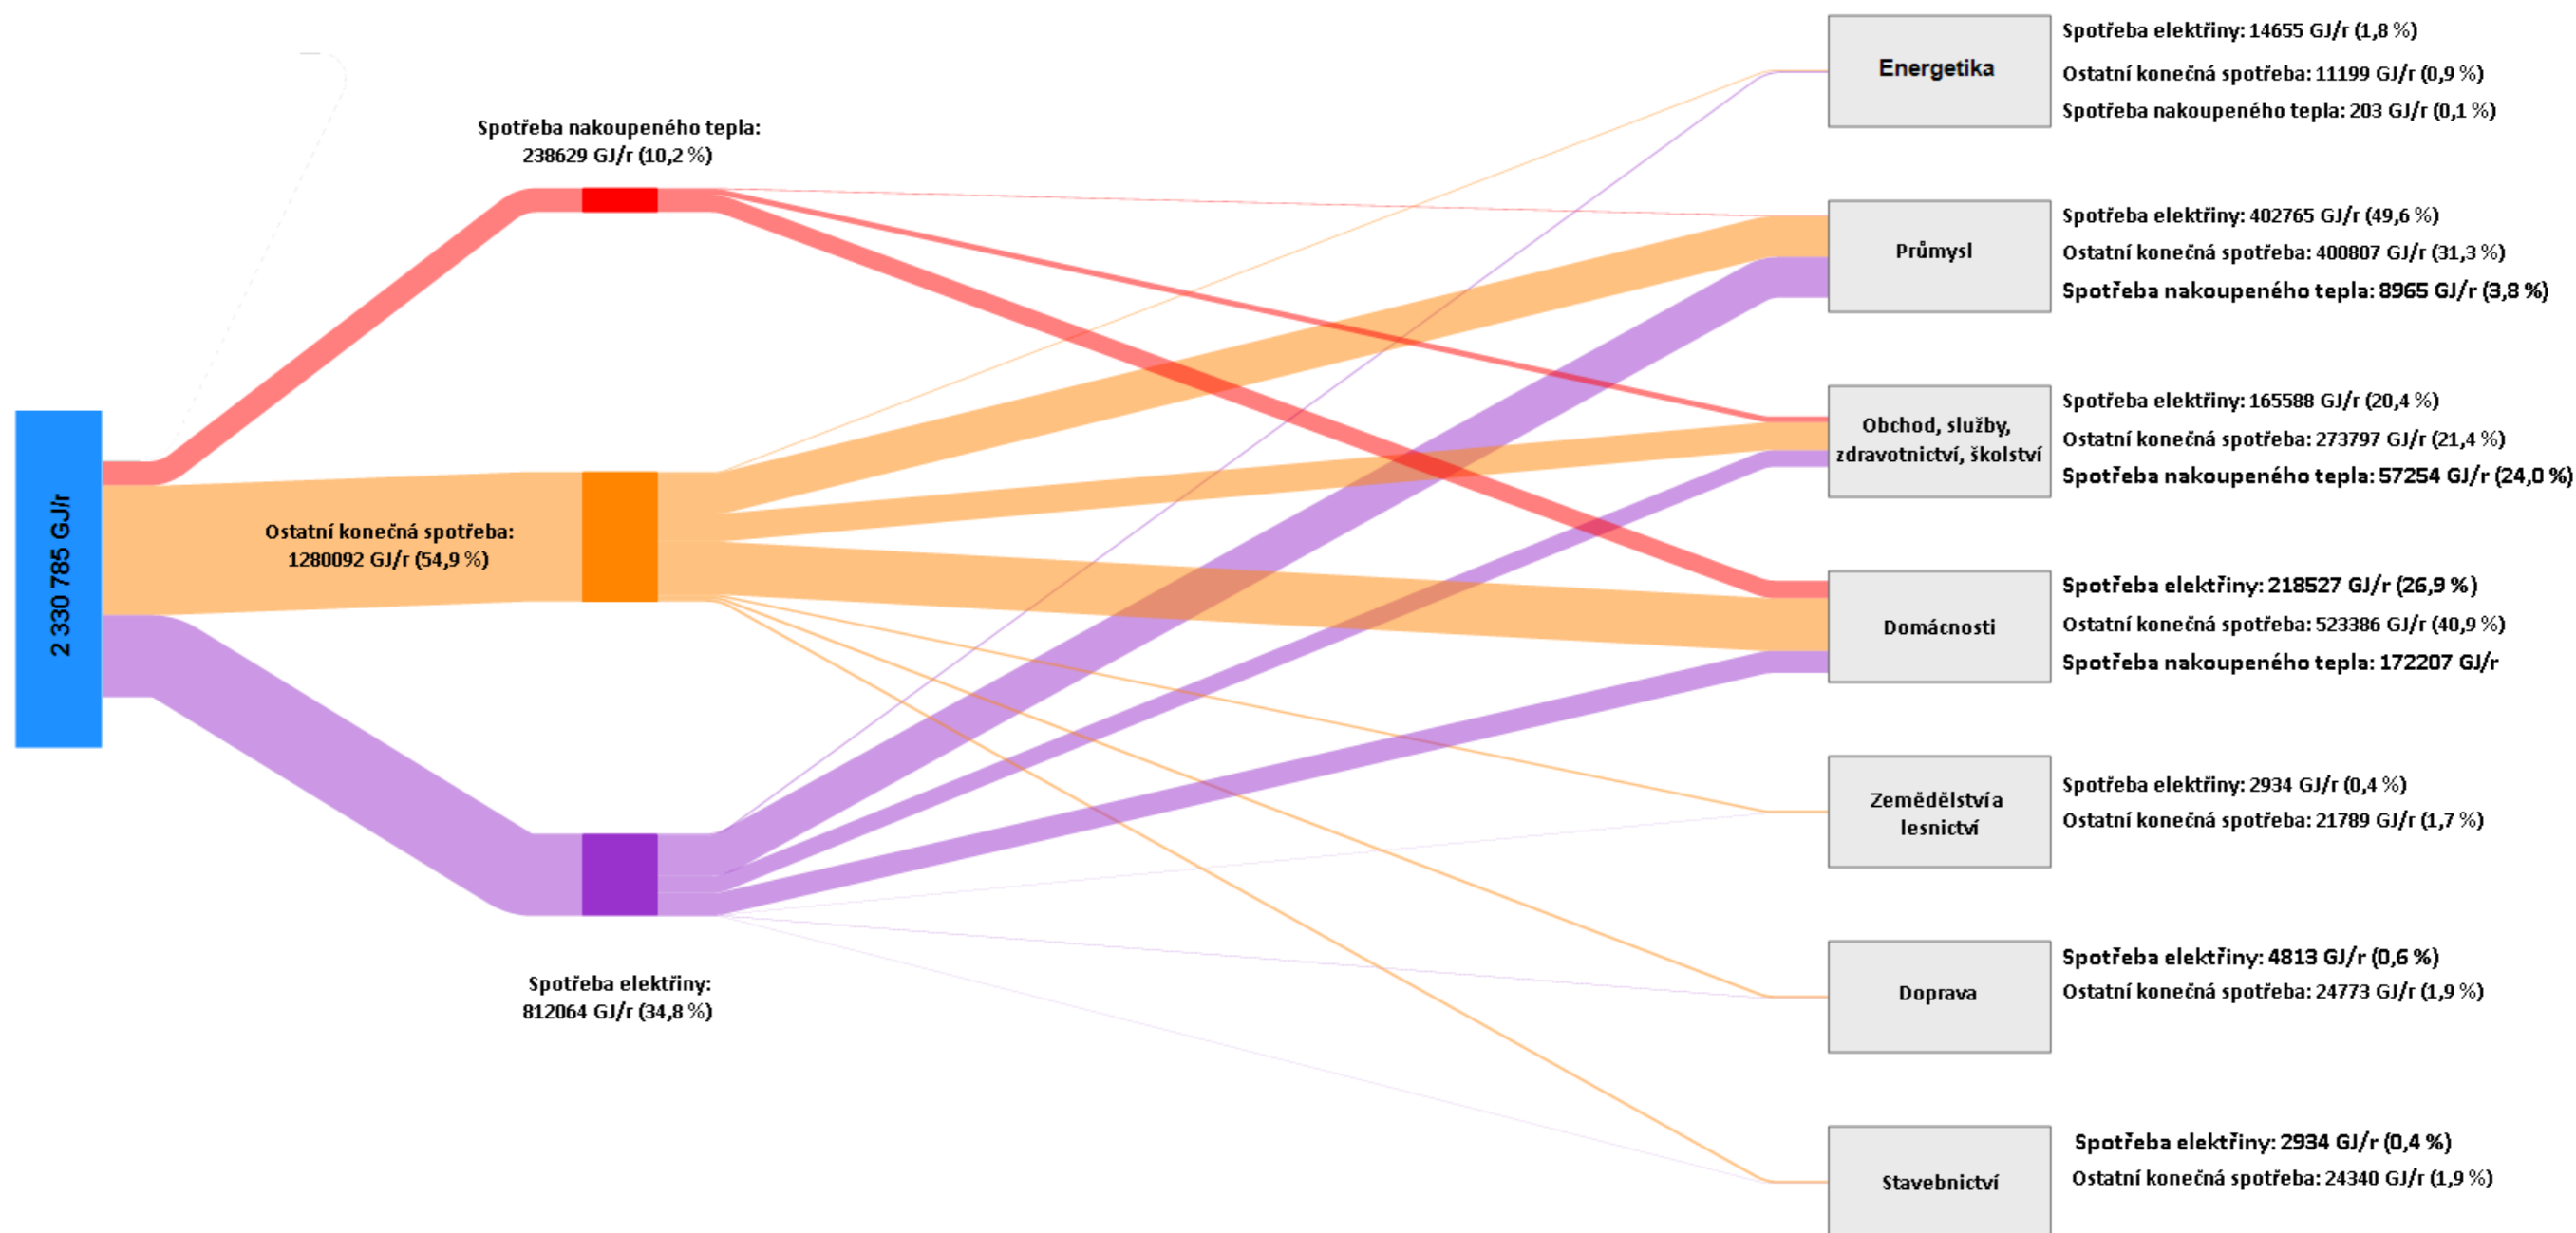 2 330 785 GJ/r
Spotřeba nakoupeného tepla:
238629 GJ/r (10,2 %)
Ostatní konečná spotřeba:
1280092 GJ/r (54,9 %)
Spotřeba elektřiny:
812064 GJ/r (34,8 %)
Energetika
Spotřeba elektřiny: 14655 GJ/r (1,8 %)
Ostatní konečná spotřeba: 11199 GJ/r (0,9 %)
Spotřeba nakoupeného tepla: 203 GJ/r (0,1 %)
Průmysl
Spotřeba elektřiny: 402765 GJ/r (49,6 %)
Ostatní konečná spotřeba: 400807 GJ/r (31,3 %)
Spotřeba nakoupeného tepla: 8965 GJ/r (3,8 %)
Obchod, služby,
zdravotnictví, školství
Spotřeba elektřiny: 165588 GJ/r (20,4 %)
Ostatní konečná spotřeba: 273797 GJ/r (21,4 %)
Spotřeba nakoupeného tepla: 57254 GJ/r (24,0 %)
Domácnosti
Spotřeba elektřiny: 218527 GJ/r (26,9 %)
Ostatní konečná spotřeba: 523386 GJ/r (40,9 %)
Spotřeba nakoupeného tepla: 172207 GJ/r
Zemědělství a
lesnictví
Spotřeba elektřiny: 2934 GJ/r (0,4 %)
Ostatní konečná spotřeba: 21789 GJ/r (1,7 %)
Doprava
Spotřeba elektřiny: 4813 GJ/r (0,6 %)
Ostatní konečná spotřeba: 24773 GJ/r (1,9 %)
Stavebnictví
Spotřeba elektřiny: 2934 GJ/r (0,4 %)
Ostatní konečná spotřeba: 24340 GJ/r (1,9 %)